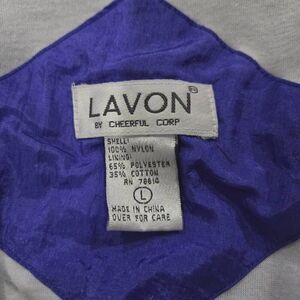 LAVON®
BY CHEERFUL CORP
SHELL:
100% NYLON
LINING:
65% POLYESTER
35% COTTON
RN 78614
L
MADE IN CHINA
OVER FOR CARE